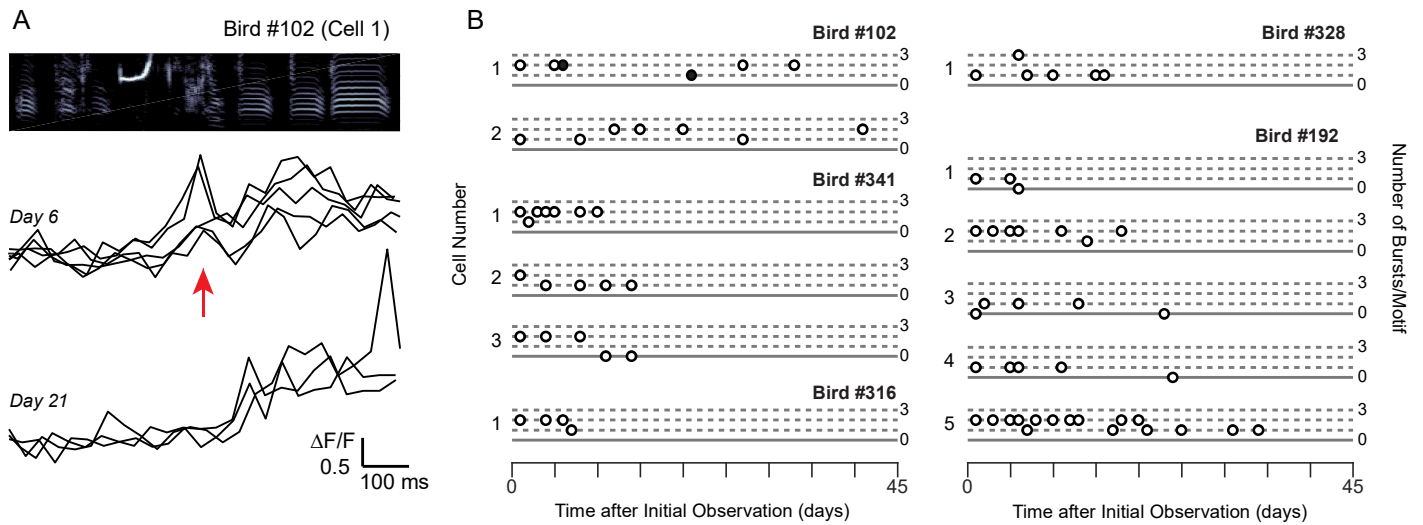 A
Bird #102 (Cell 1)
Day 6
Day 21
ΔF/F
0.5
100 ms
B
Cell Number
Bird #102
1
3
0
2
3
0
Bird #341
1
3
0
2
3
0
3
3
0
Bird #316
1
3
0
0
45
Time after Initial Observation (days)
Bird #328
1
3
0
Bird #192
1
3
0
2
3
0
3
3
0
4
3
0
5
3
0
0
45
Time after Initial Observation (days)
Number of Bursts/Motif